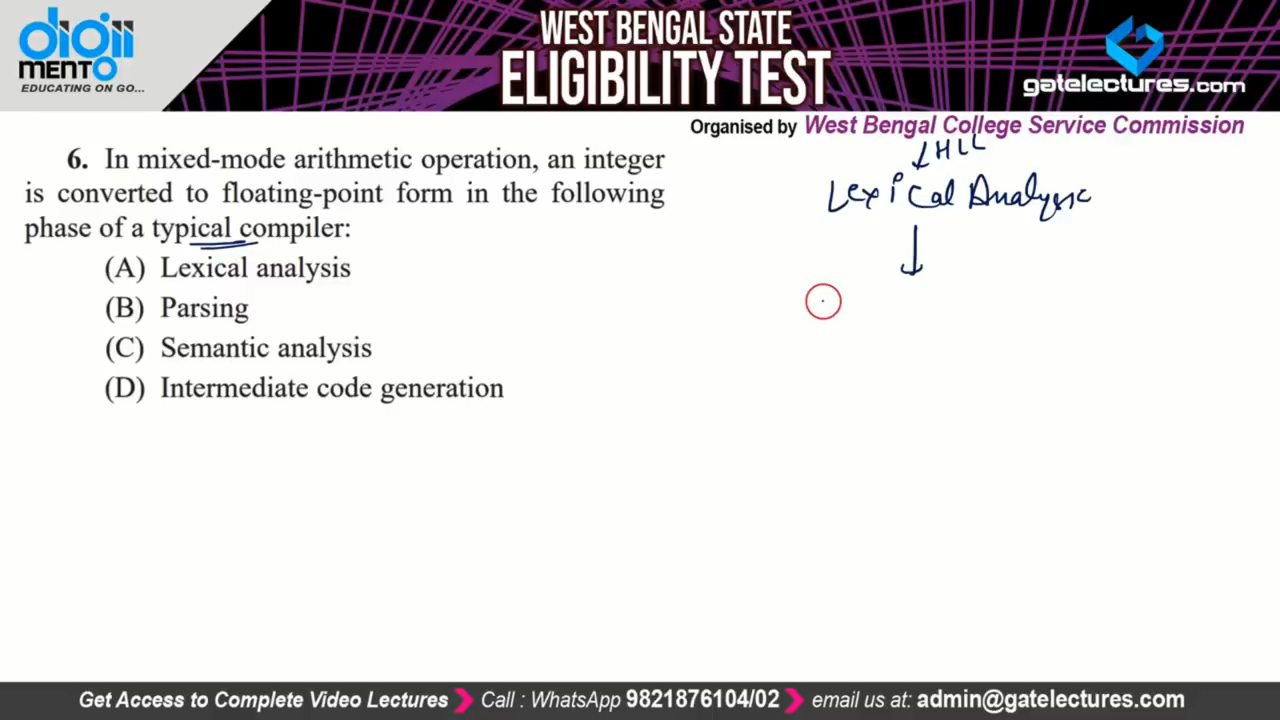 digii
mento
EDUCATING ON GO...
WEST BENGAL STATE
ELIGIBILITY TEST
gatelectures.com
Organised by West Bengal College Service Commission
6. In mixed-mode arithmetic operation, an integer
is converted to floating-point form in the following
phase of a typical compiler:
(A) Lexical analysis
(B) Parsing
(C) Semantic analysis
(D) Intermediate code generation
HLL
Lexical Analysis
Get Access to Complete Video Lectures Call : WhatsApp 9821876104/02 email us at: admin@gatelectures.com